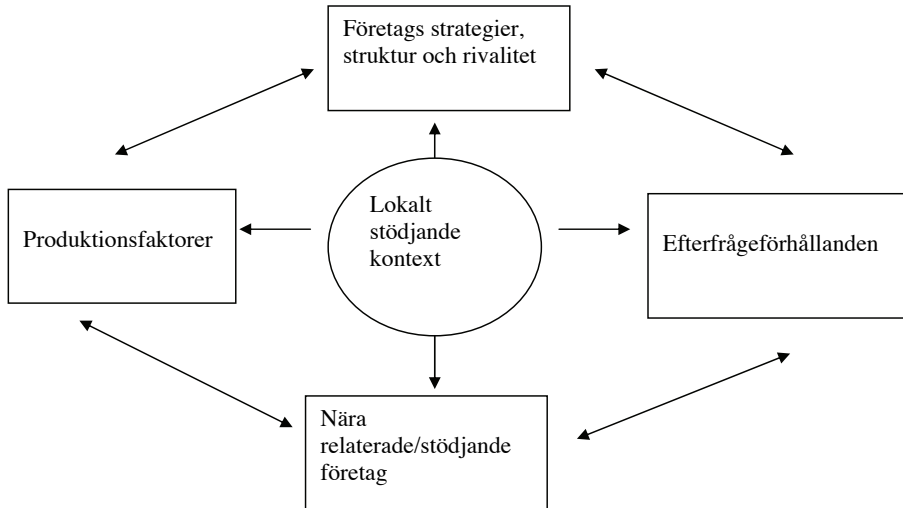 Företags strategier,
struktur och rivalitet
Lokalt
stödjande
kontext
Produktionsfaktorer
Efterfrågeförhållanden
Nära
relaterade/stödjande
företag